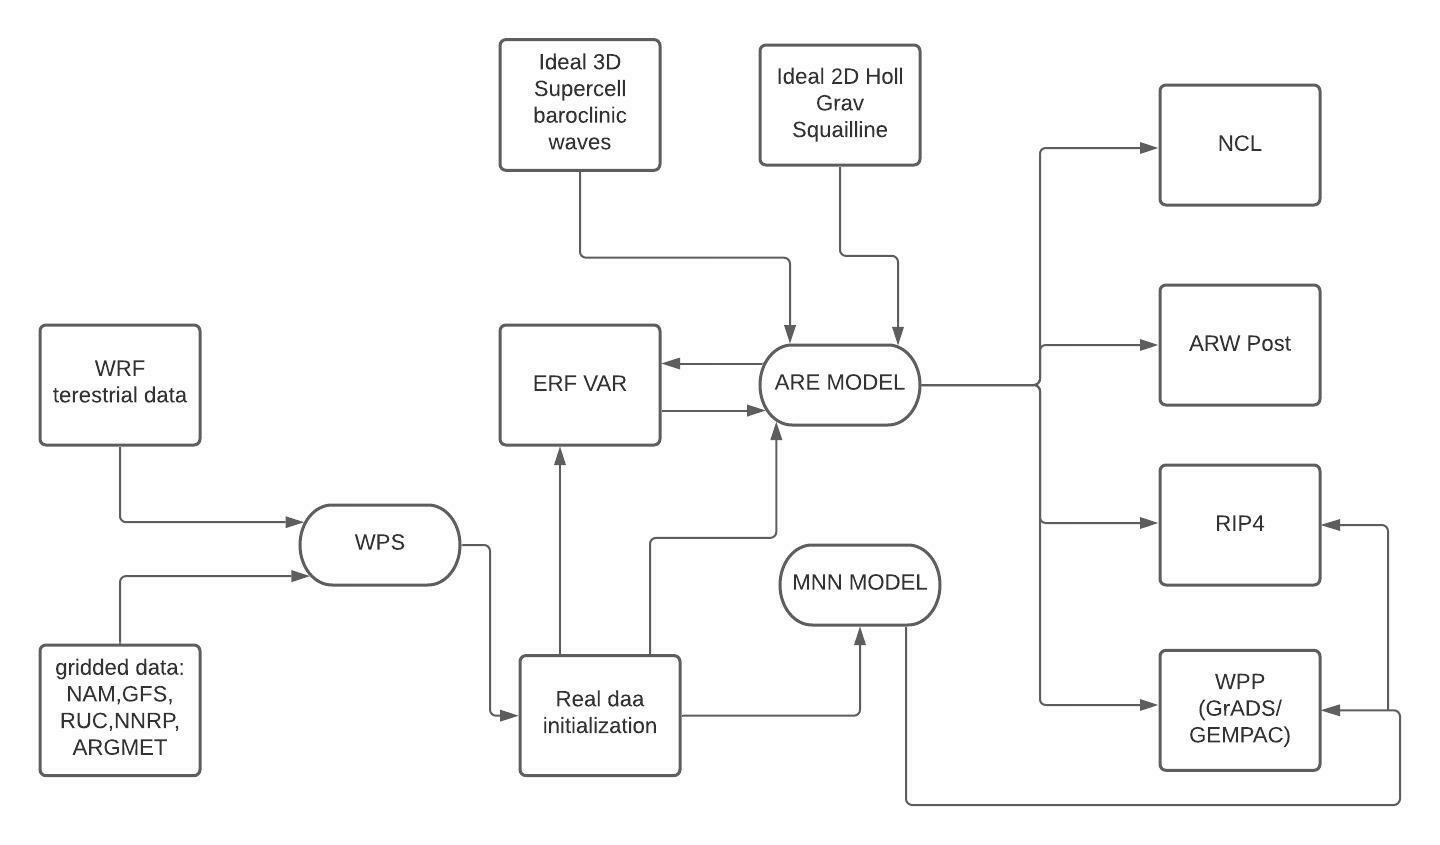 Ideal 3D
Supercell
baroclinic
waves
Ideal 2D Holl
Grav
Squailline
NCL
WRF
terestrial data
ERF VAR
ARE MODEL
ARW Post
WPS
MNN MODEL
RIP4
gridded data:
NAM,GFS,
RUC,NNRP,
ARGMET
Real daa
initialization
WPP
(GrADS/
GEMPAC)